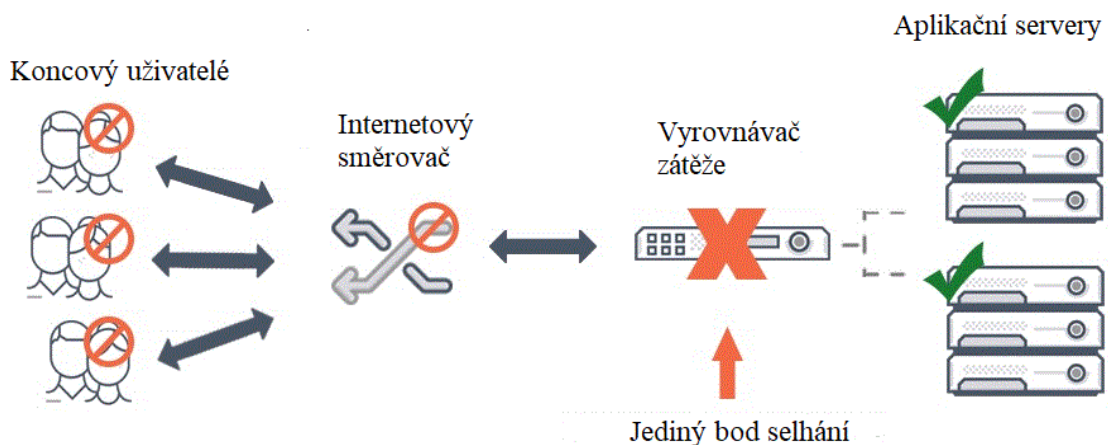 Aplikační servery
Koncový uživatelé
Internetový
směrovač
Vyrovnávač
zátěže
Jediný bod selhání